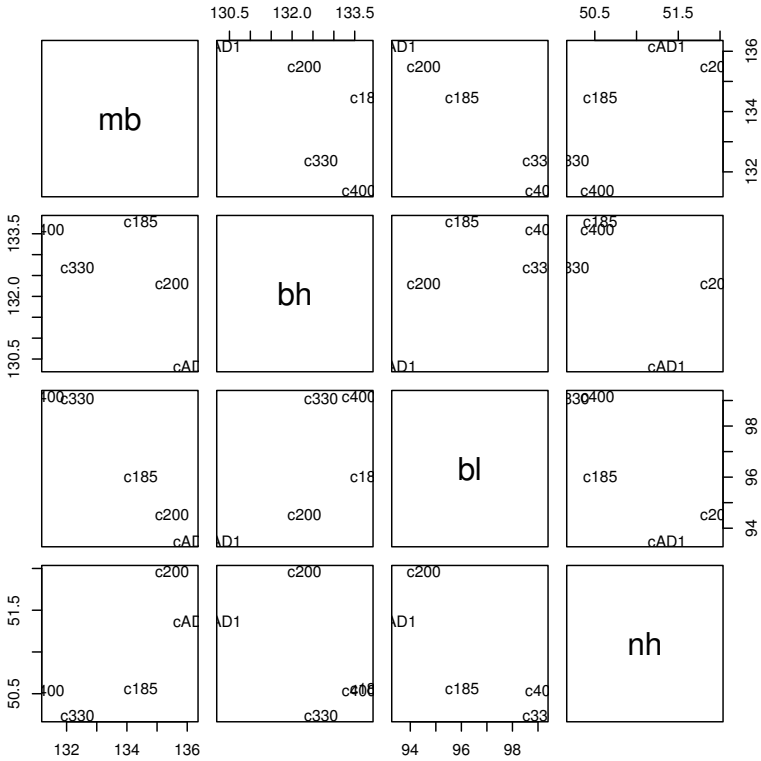 130.5 132.0 133.5 50.5 51.5
mb
AD1 c200 c18 c330 c400
AD1 c200 c185 c33 c40
cAD1 c20 c185 330 c400
132 134 136
130.5 132.0 133.5
400 c185 c330 c200 cAD
bh
c185 c40 c33 c200 AD1
c185 c400 330 c20 cAD1
400 c330 c185 c200 cAD
c330 c400 c18 c200 AD1
bl
330 c400 c185 c20 cAD1
94 96 98
50.5 51.5
c200 cAD 400 c185 c330
c200 AD1 c400 c18 c330
c200 AD1 c185 c40 c33
nh
132 134 136 94 96 98